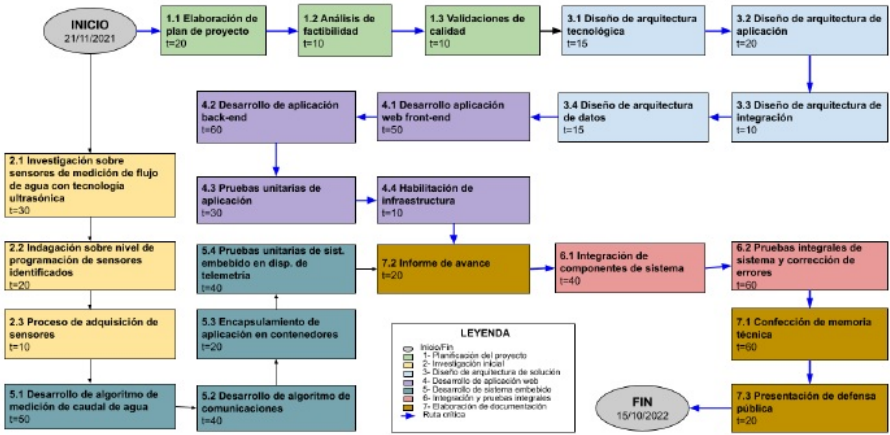 INICIO
21/11/2021
1.1 Elaboración de
plan de proyecto
t=20
1.2 Análisis de
factibilidad
t=10
1.3 Validaciones de
calidad
t=10
3.1 Diseño de arquitectura
tecnológica
t=15
3.2 Diseño de arquitectura de
aplicación
t=20
4.2 Desarrollo de aplicación
back-end
t=60
4.1 Desarrollo aplicación
web front-end
t=50
3.4 Diseño de arquitectura
de datos
t=15
3.3 Diseño de arquitectura de
integración
t=10
2.1 Investigación sobre
sensores de medición de flujo
de agua con tecnología
ultrasónica
t=30
4.3 Pruebas unitarias de
aplicación
t=30
4.4 Habilitación de
infraestructura
t=10
2.2 Indagación sobre nivel de
programación de sensores
identificados
t=20
5.4 Pruebas unitarias de sist.
embebido en disp. de
telemetría
t=40
7.2 Informe de avance
t=20
6.1 Integración de
componentes de sistema
t=40
6.2 Pruebas integrales de
sistema y corrección de
errores
t=60
2.3 Proceso de adquisición de
sensores
t=10
5.3 Encapsulamiento de
aplicación en contenedores
t=20
7.1 Confección de memoria
técnica
t=60
5.1 Desarrollo de algoritmo de
medición de caudal de agua
t=50
5.2 Desarrollo de algoritmo de
comunicaciones
t=40
LEYENDA
Inicio/Fin
1- Planificación del proyecto
2- Investigación inicial
3- Diseño de arquitectura de solución
4- Desarrollo de aplicación web
5- Desarrollo de sistema embebide
6- Integración y pruebas integrales
7- Elaboración de documentación
Ruta crítica
FIN
15/10/2022
7.3 Presentación de defensa
pública
t=20